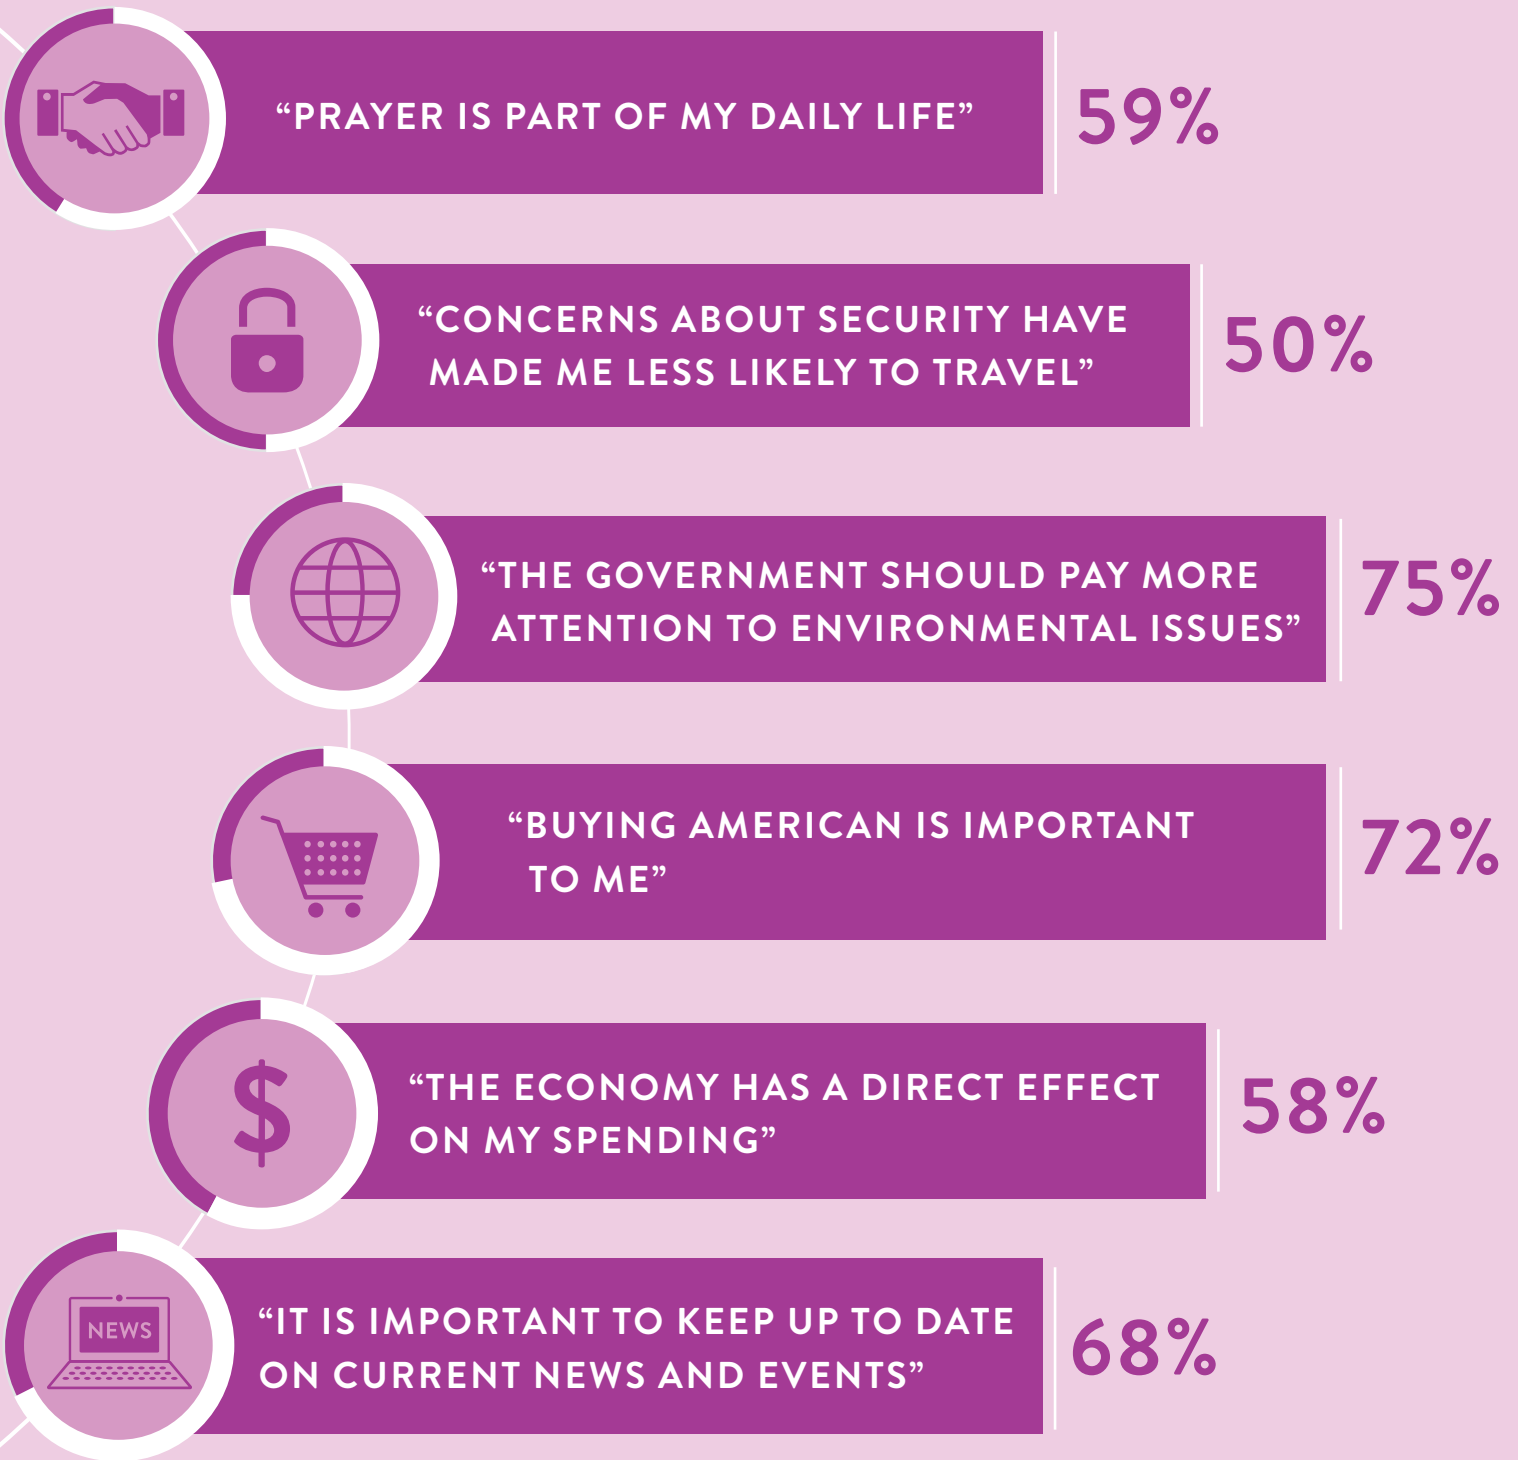 “PRAYER IS PART OF MY DAILY LIFE”
59%
“CONCERNS ABOUT SECURITY HAVE
MADE ME LESS LIKELY TO TRAVEL”
50%
“THE GOVERNMENT SHOULD PAY MORE
ATTENTION TO ENVIRONMENTAL ISSUES”
75%
“BUYING AMERICAN IS IMPORTANT
TO ME”
72%
$
“THE ECONOMY HAS A DIRECT EFFECT
ON MY SPENDING”
58%
NEWS
“IT IS IMPORTANT TO KEEP UP TO DATE
ON CURRENT NEWS AND EVENTS”
68%